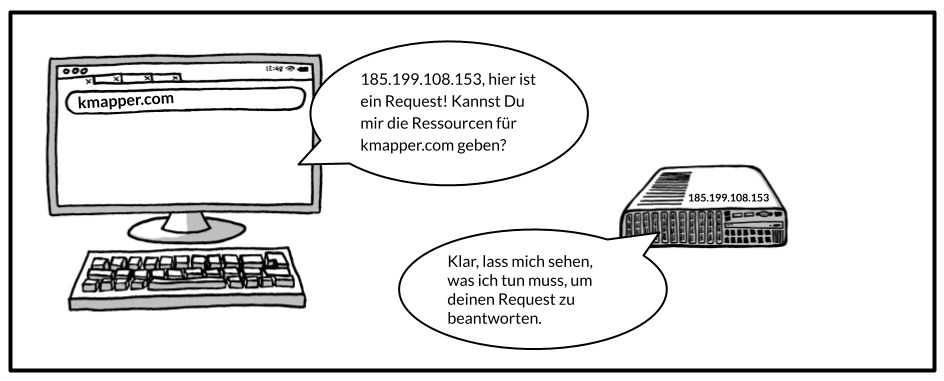 12:48
kmapper.com
185.199.108.153, hier ist
ein Request! Kannst Du
mir die Ressourcen für
kmapper.com geben?
185.199.108.153
Klar, lass mich sehen,
was ich tun muss, um
deinen Request zu
beantworten.